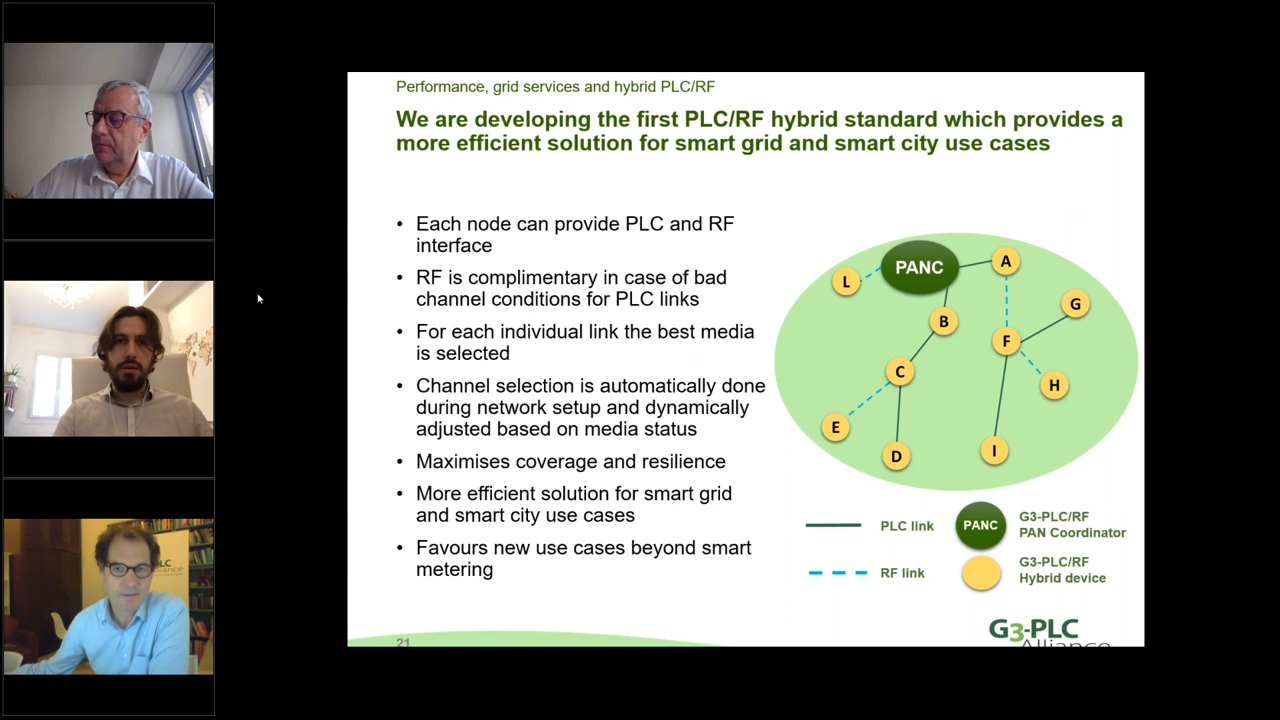 Performance, grid services and hybrid PLC/RF
We are developing the first PLC/RF hybrid standard which provides a
more efficient solution for smart grid and smart city use cases
• Each node can provide PLC and RF
interface
• RF is complimentary in case of bad
channel conditions for PLC links
• For each individual link the best media
is selected
• Channel selection is automatically done
during network setup and dynamically
adjusted based on media status
• Maximises coverage and resilience
• More efficient solution for smart grid
and smart city use cases
• Favours new use cases beyond smart
metering
PANC
A
L
G
B
F
C
H
E
D
I
PLC link
PANC
G3-PLC/RF
PAN Coordinator
RF link
G3-PLC/RF
Hybrid device
21
G3-PLC
Alliance